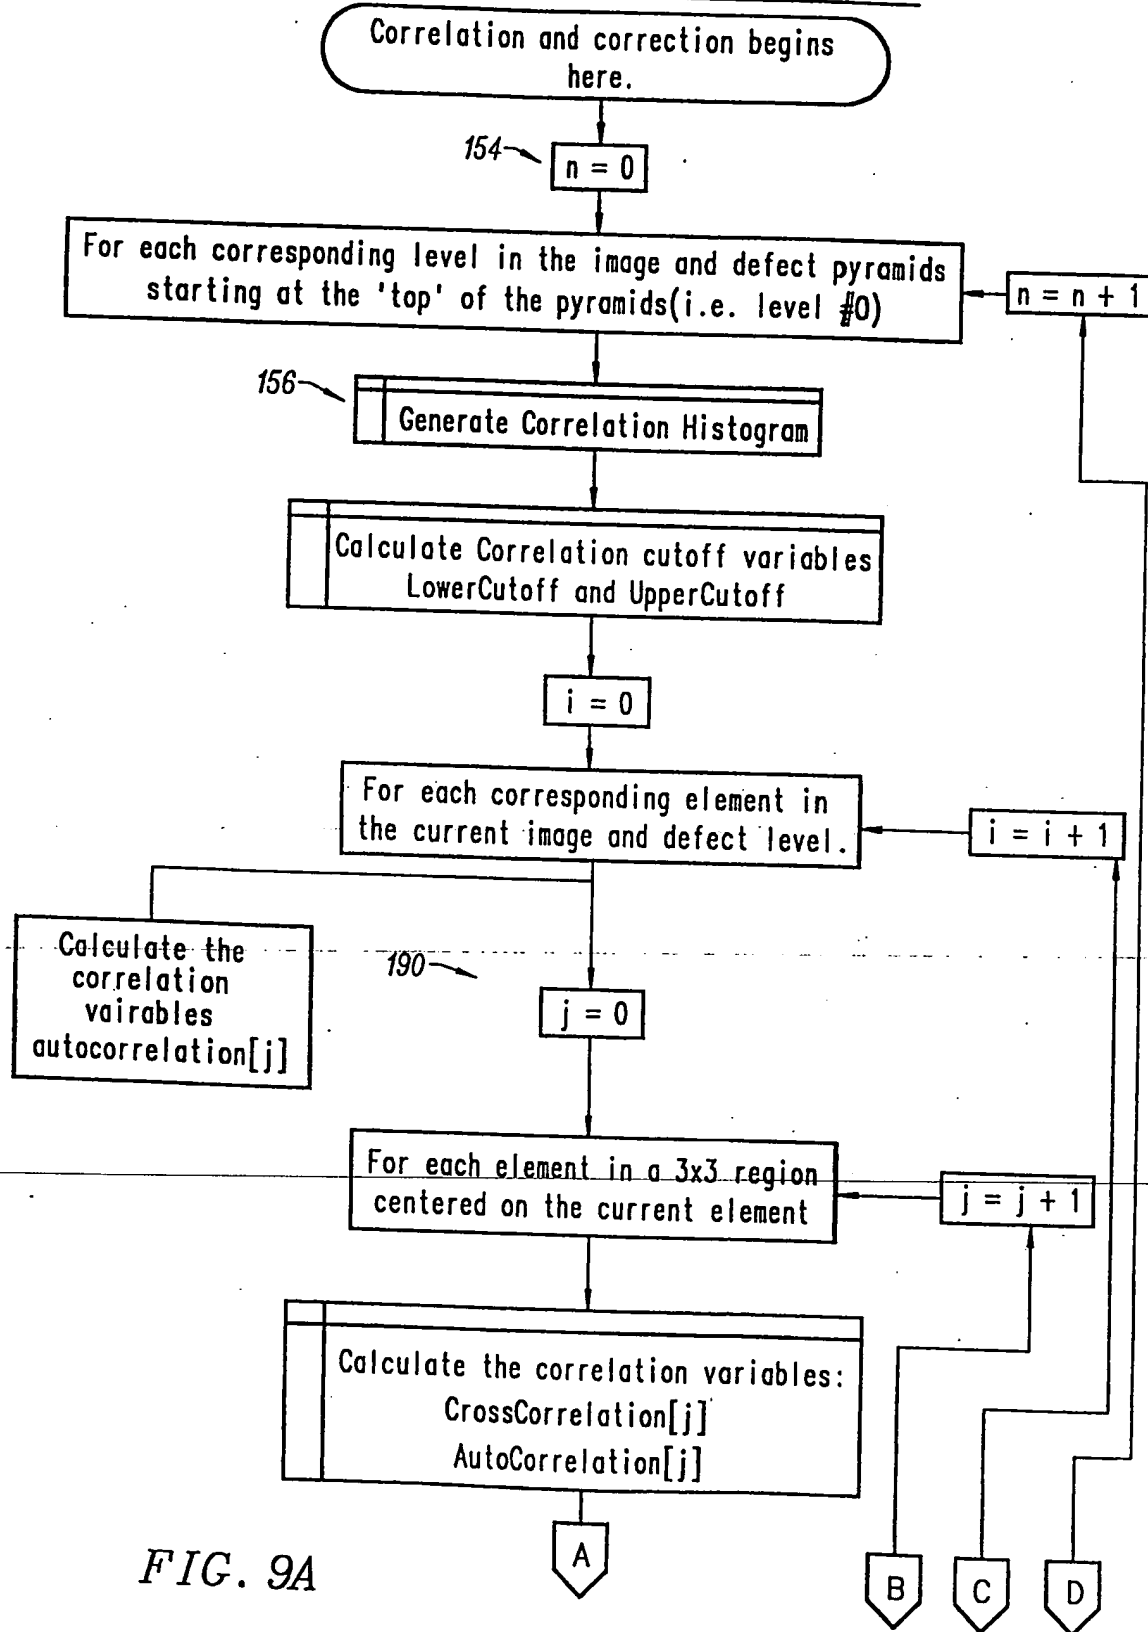 Correlation and correction begins
here.
154
n = 0
For each corresponding level in the image and defect pyramids
starting at the 'top' of the pyramids(i.e. level #0)
n = n + 1
156
Generate Correlation Histogram
Calculate Correlation cutoff variables
LowerCutoff and UpperCutoff
i = 0
For each corresponding element in
the current image and defect level.
i = i + 1
Calculate the
correlation
vairables
autocorrelation[j]
190
j = 0
For each element in a 3x3 region
centered on the current element
j = j + 1
Calculate the correlation variables:
CrossCorrelation[j]
AutoCorrelation[j]
A
B
C
D
FIG. 9A